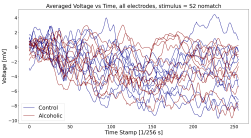 Averaged Voltage vs Time, all electrodes, stimulus = S2 nomatch
Voltage [mV]
4
2
0
−2
−4
−6
−8
−10
Control
Alcoholic
0
50
100
150
200
250
Time Stamp [1/256 s]